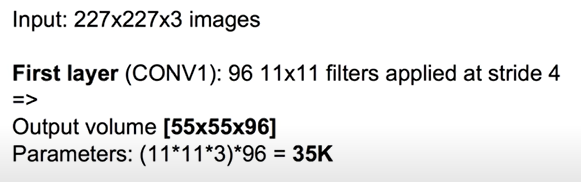 Input: 227x227x3 images
First layer (CONV1): 96 11x11 filters applied at stride 4
=>
Output volume [55x55x96]
Parameters: (11*11*3)*96 = 35K